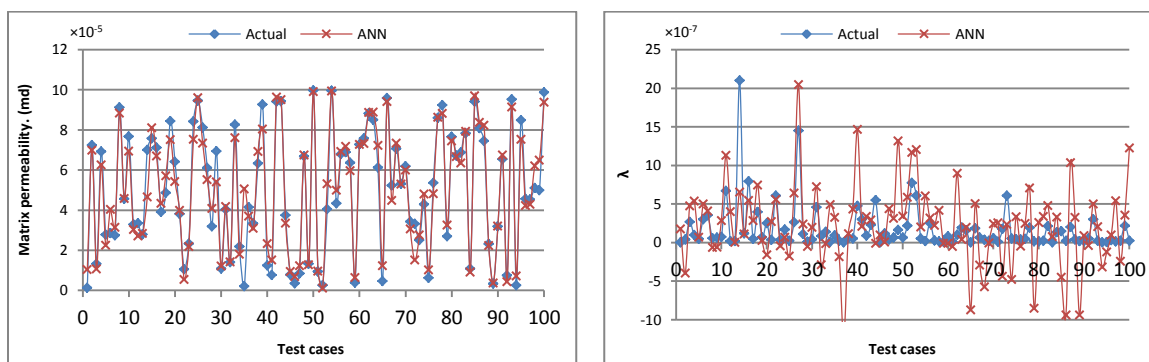 ×10-5
Actual
ANN
Matrix permeability. (md)
12
10
8
6
4
2
0
0 10 20 30 40 50 60 70 80 90 100
Test cases
×10-7
Actual
ANN
λ
25
20
15
10
5
0
-5
-10
0 10 20 30 40 50 60 70 80 90 100
Test cases